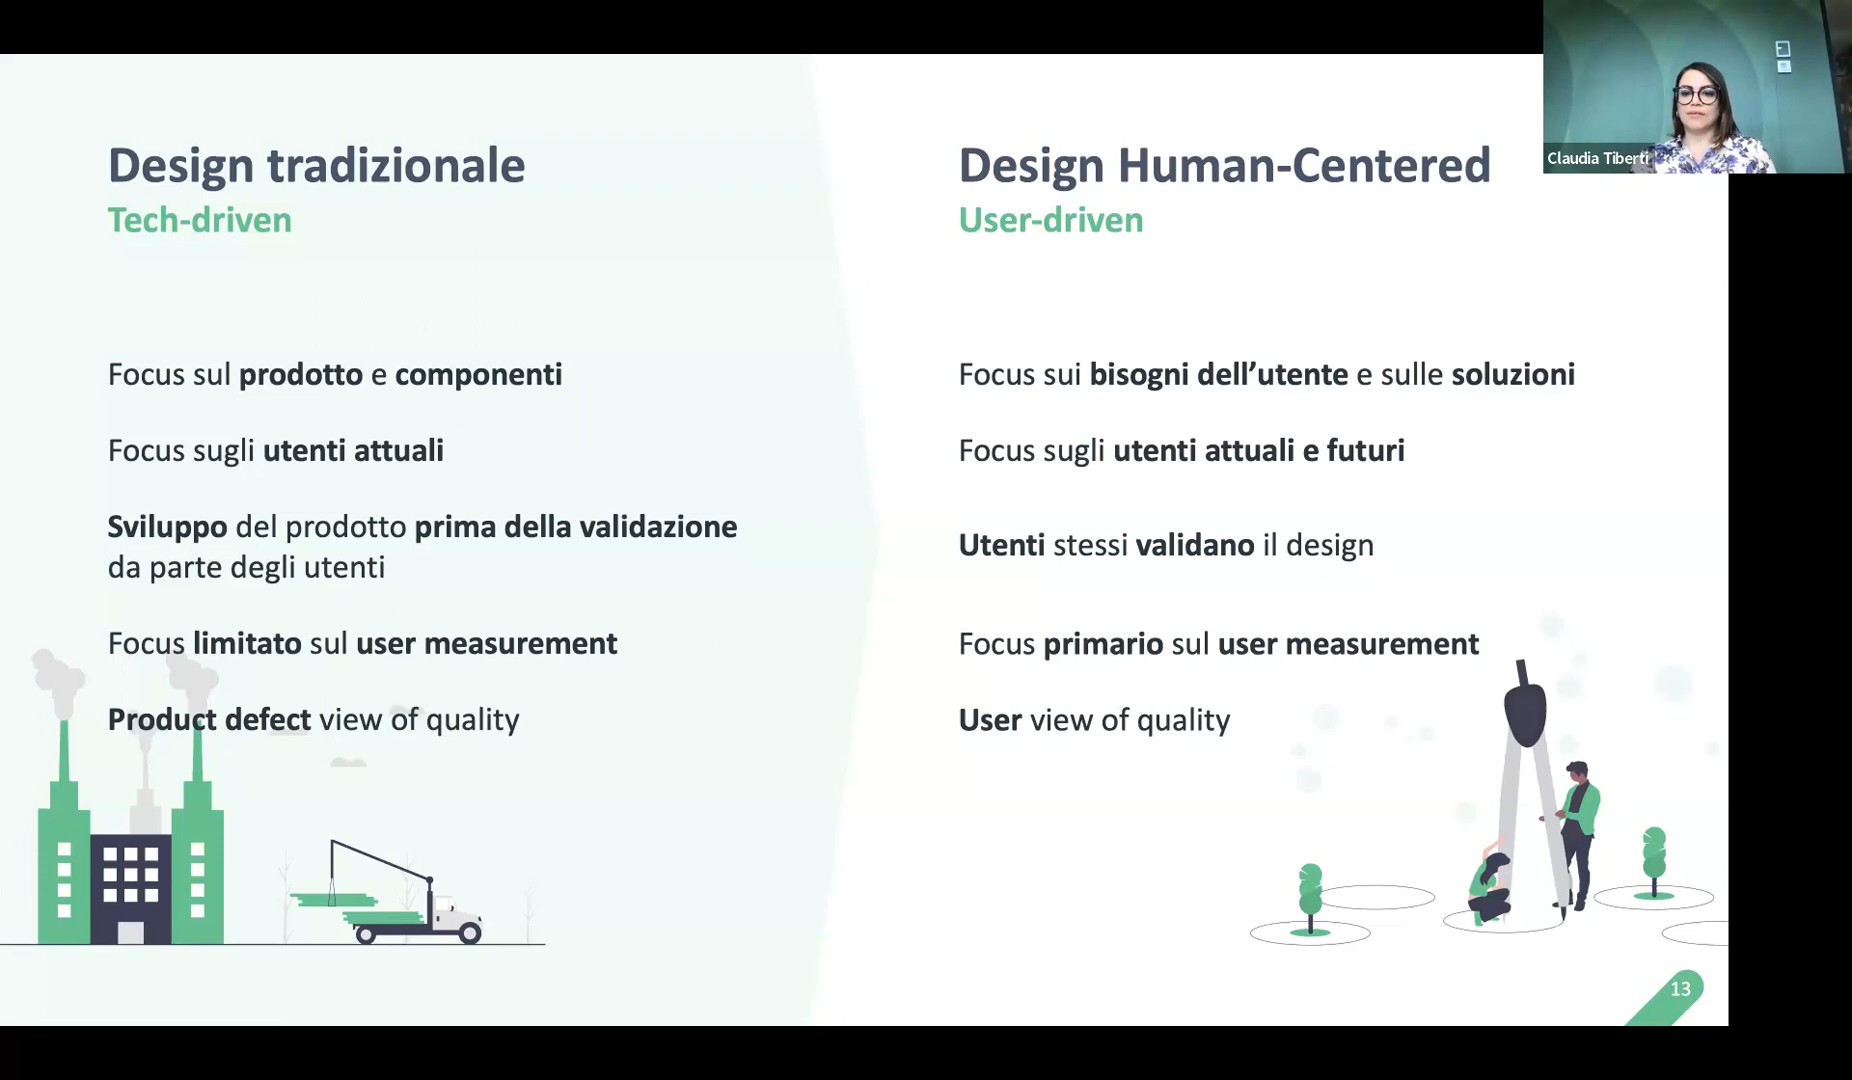 Design tradizionale
Tech-driven
Focus sul prodotto e componenti
Focus sugli utenti attuali
Sviluppo del prodotto prima della validazione
da parte degli utenti
Focus limitato sul user measurement
Product defect view of quality
Design Human-Centered
User-driven
Focus sui bisogni dell’utente e sulle soluzioni
Focus sugli utenti attuali e futuri
Utenti stessi validano il design
Focus primario sul user measurement
User view of quality
Claudia Tiberti
13